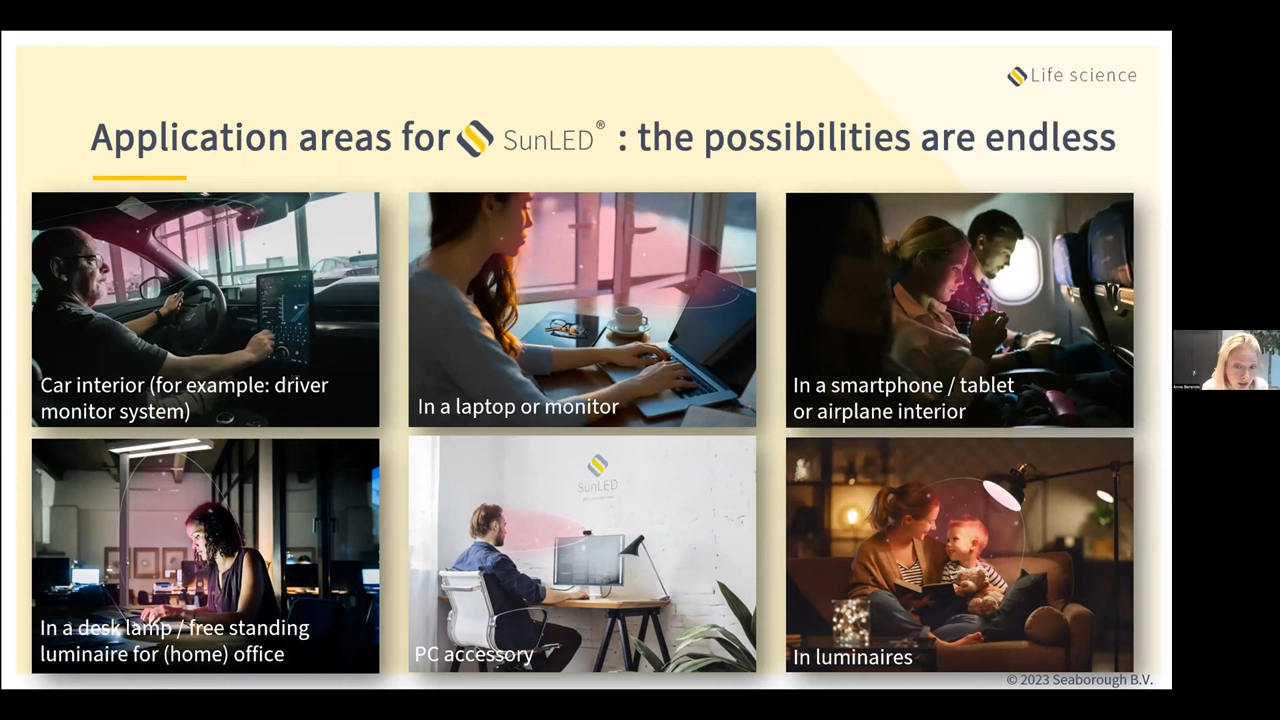 Life science
Application areas for SunLED® : the possibilities are endless
Car interior (for example: driver
monitor system)
In a laptop or monitor
In a smartphone / tablet
or airplane interior
In a desk lamp / free standing
luminaire for (home) office
SunLED
PC accessory
In luminaires
© 2023 Seaborough B.V.